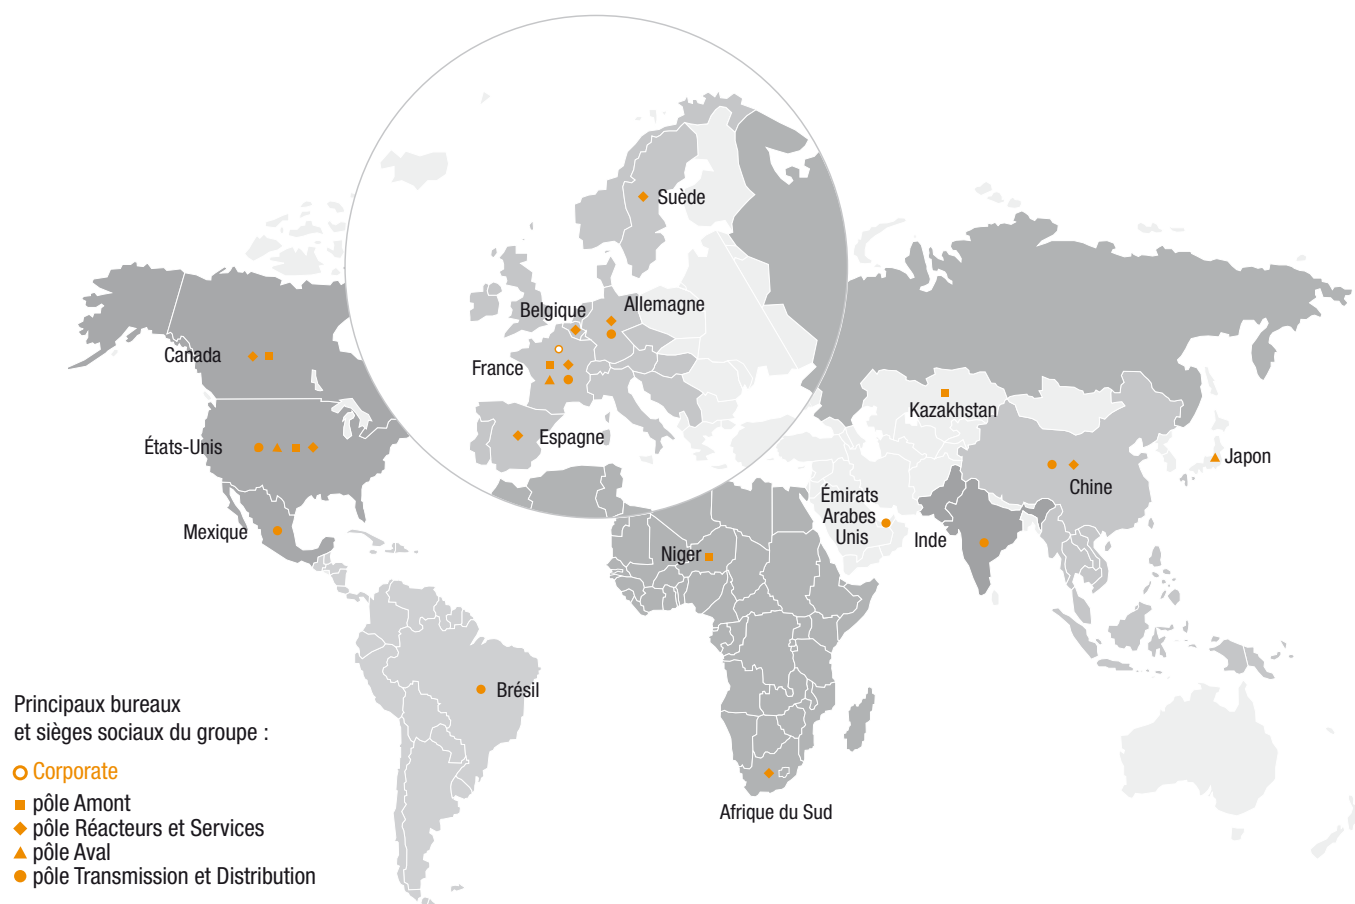 Suède
Belgique
Allemagne
Canada
France
Kazakhstan
États-Unis
Espagne
Japon
Chine
Émirats
Arabes
Unis
Mexique
Inde
Niger
Brésil
Afrique du Sud
Principaux bureaux
et sièges sociaux du groupe :
Corporate
pôle Amont
pôle Réacteurs et Services
pôle Aval
pôle Transmission et Distribution